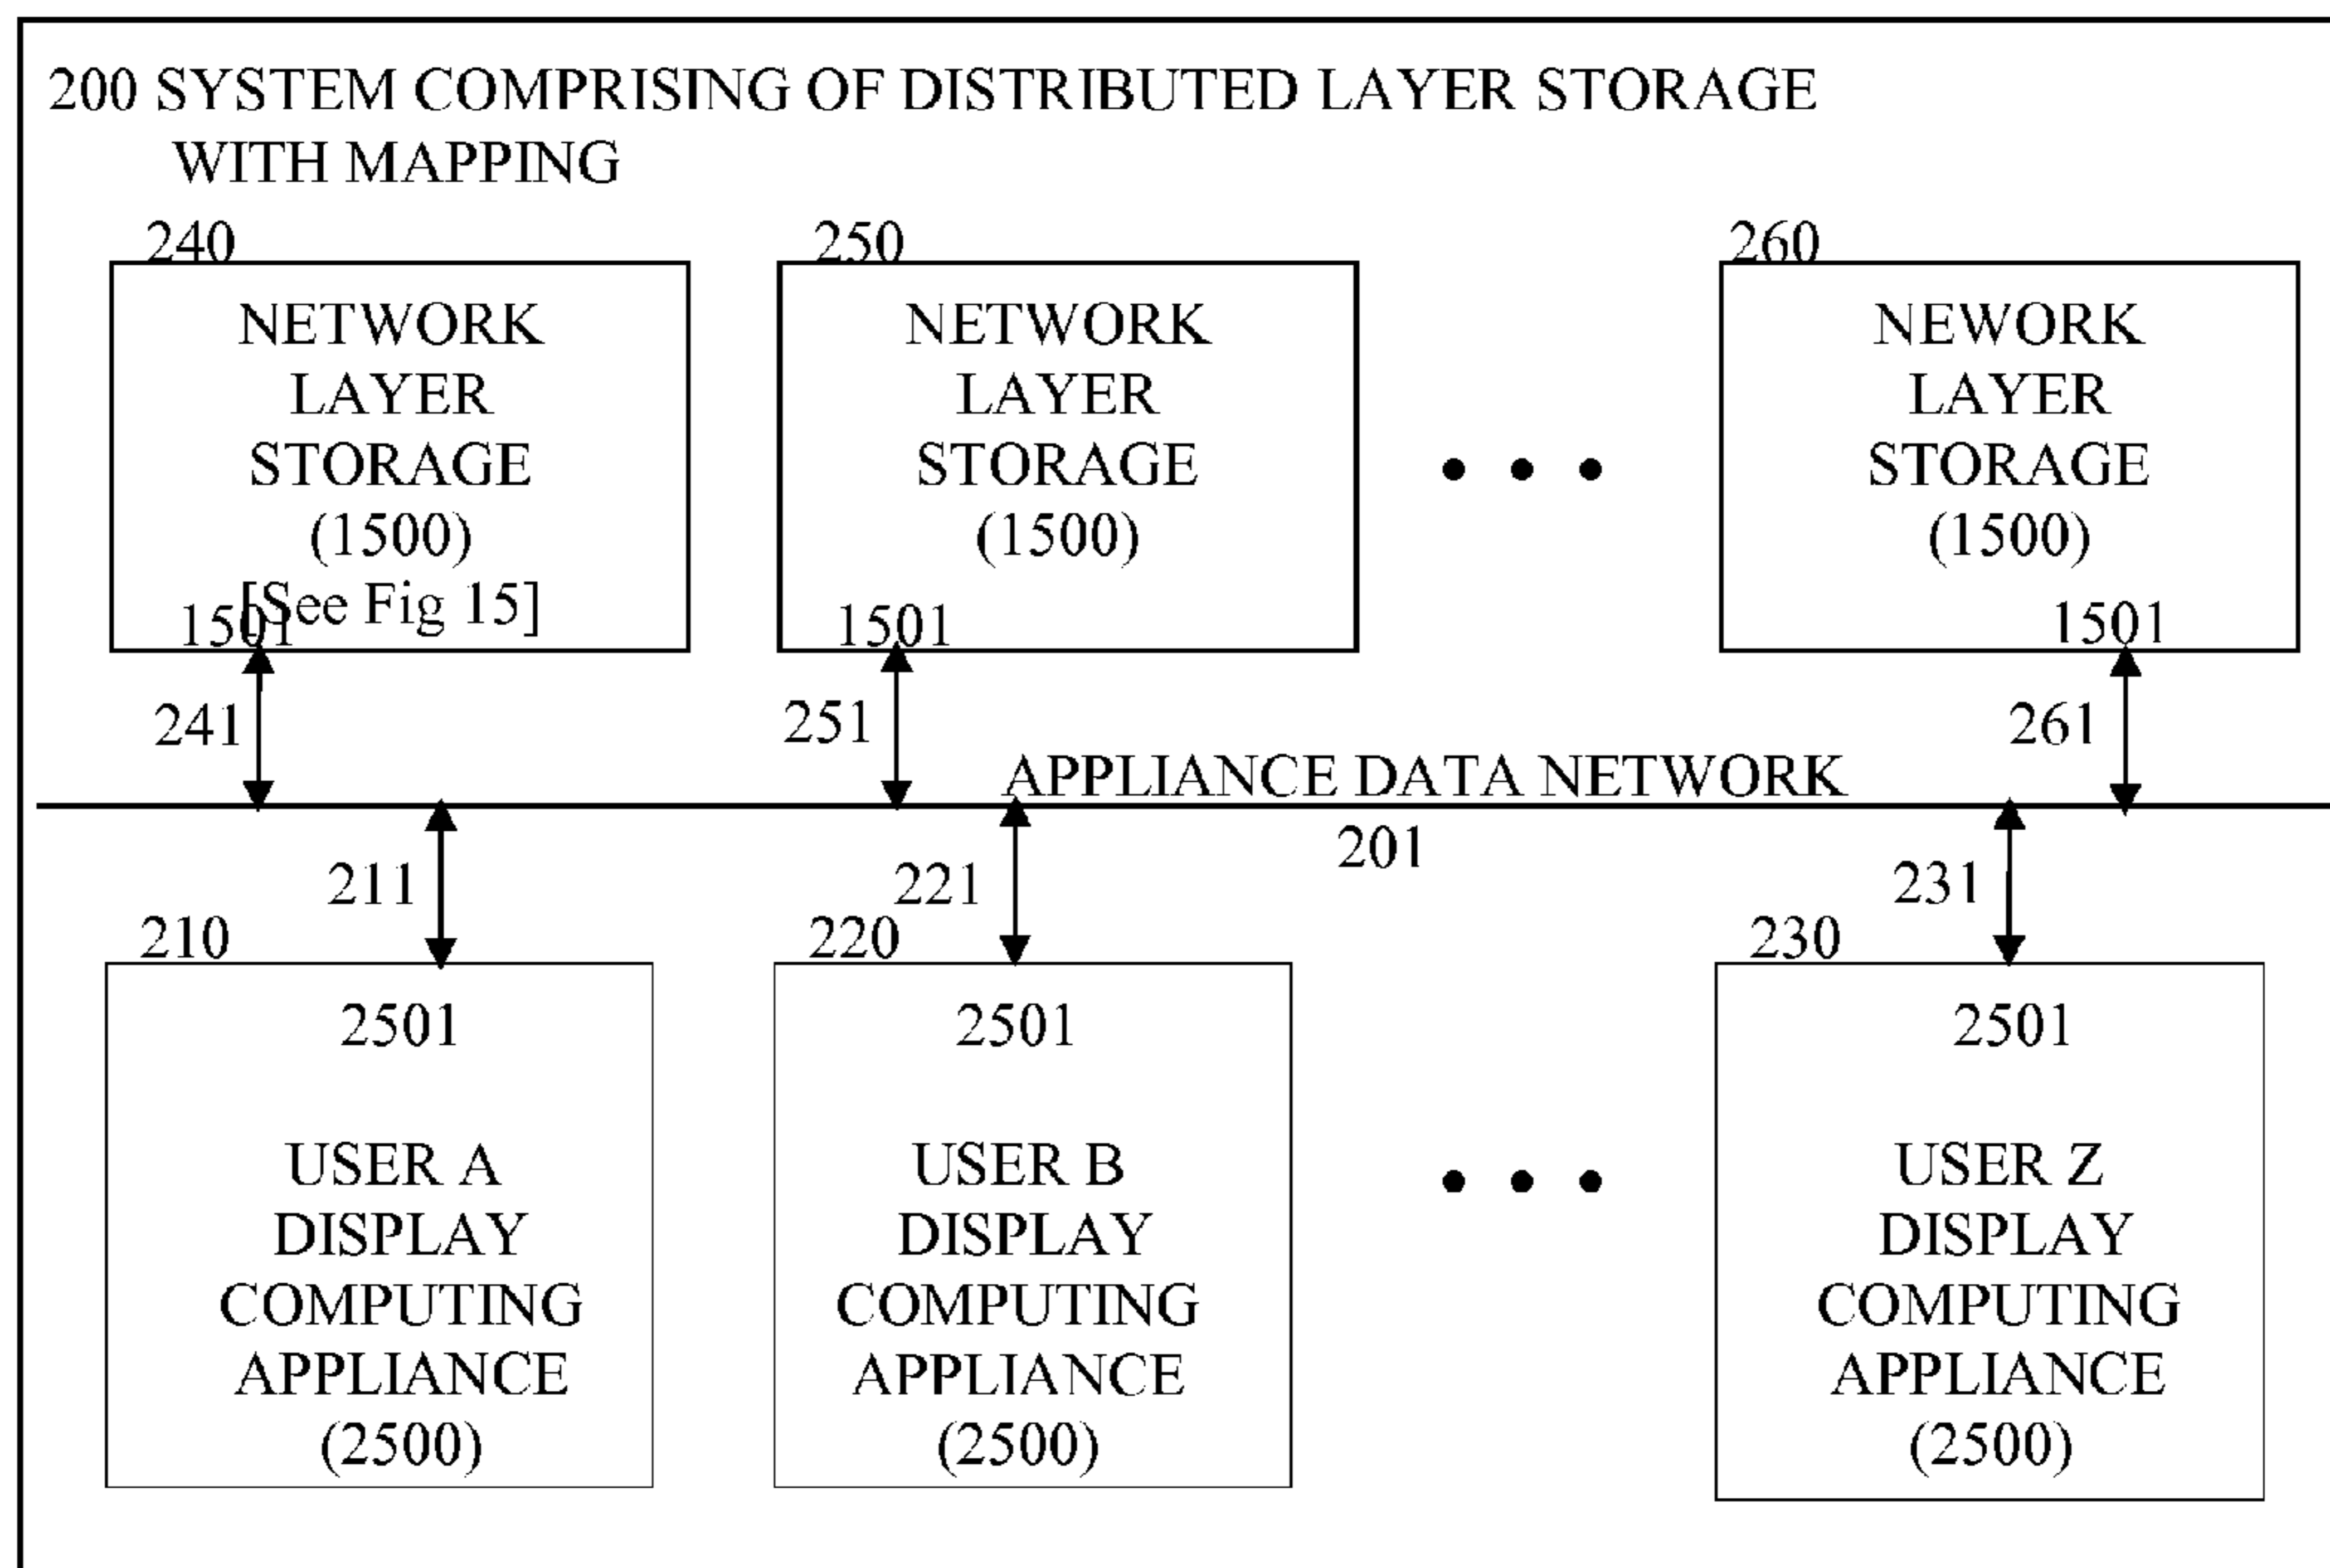 200 SYSTEM COMPRISING OF DISTRIBUTED LAYER STORAGE
WITH MAPPING
240
NETWORK
LAYER
STORAGE
(1500)
[See Fig 15]
1501
250
NETWORK
LAYER
STORAGE
(1500)
1501
260
NEWORK
LAYER
STORAGE
(1500)
1501
241
251
261
APPLIANCE DATA NETWORK
201
211
221
231
210
2501
USER A
DISPLAY
COMPUTING
APPLIANCE
(2500)
220
2501
USER B
DISPLAY
COMPUTING
APPLIANCE
(2500)
230
2501
USER Z
DISPLAY
COMPUTING
APPLIANCE
(2500)